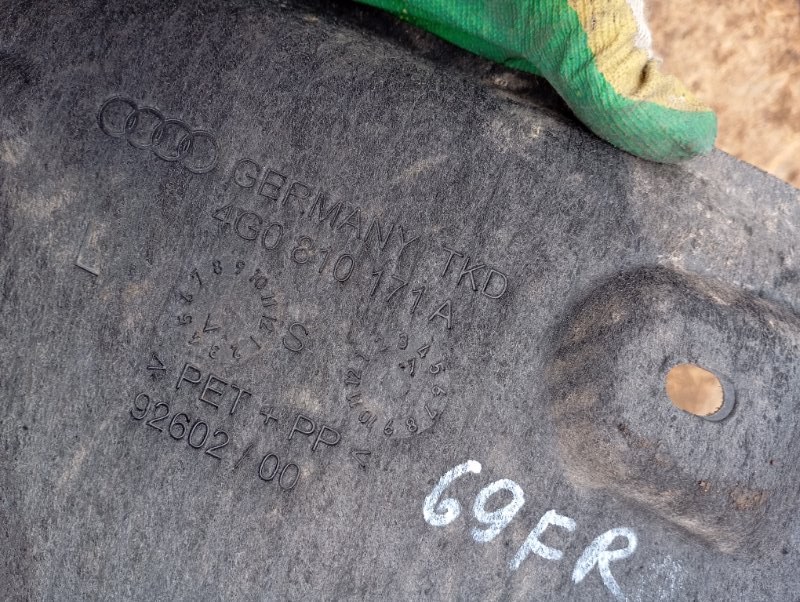 GERMANY TKD
4G0 810 171 A
L
S
> PET + PP <
92602 / 00
69FR